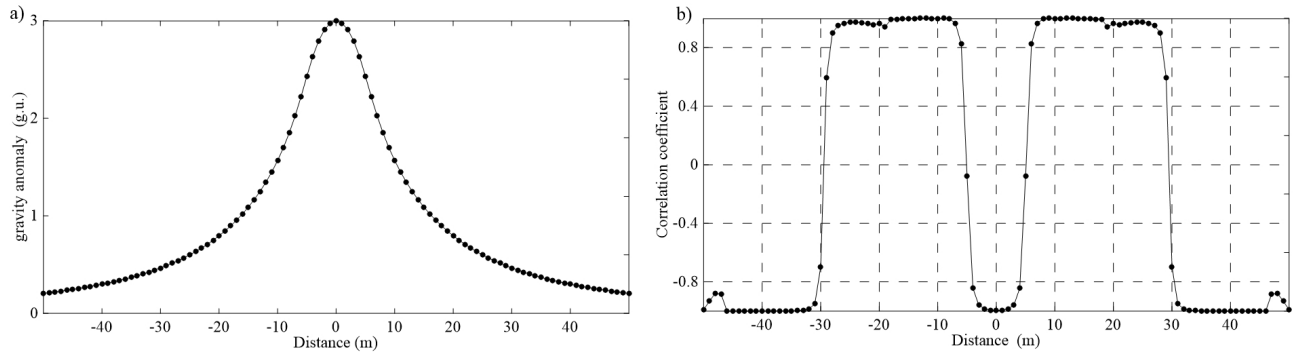 a)
gravity anomaly (g.u.)
3
2
1
0
-40 -30 -20 -10 0 10 20 30 40
Distance (m)
b)
Correlation coefficient
0.8
0.4
0
-0.4
-0.8
-40 -30 -20 -10 0 10 20 30 40
Distance (m)